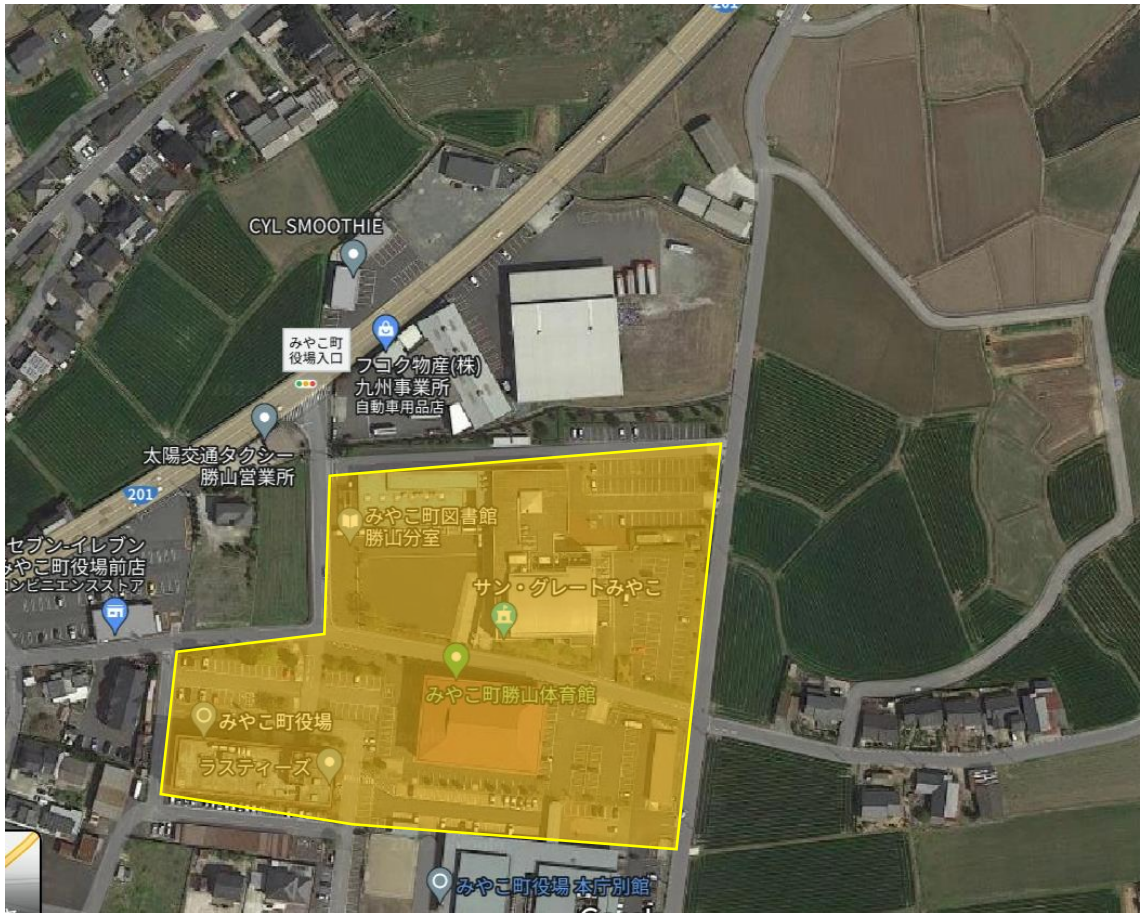 201
CYL SMOOTHIE
みやこ町
役場入口
フコク物産(株)
九州事業所
自動車用品店
太陽交通タクシー
勝山営業所
201
セブン-イレブン
みやこ町役場前店
コンビニエンスストア
みやこ町図書館
勝山分室
サン・グレートみやこ
みやこ町勝山体育館
みやこ町役場
ラスティーズ
みやこ町役場 本庁別館